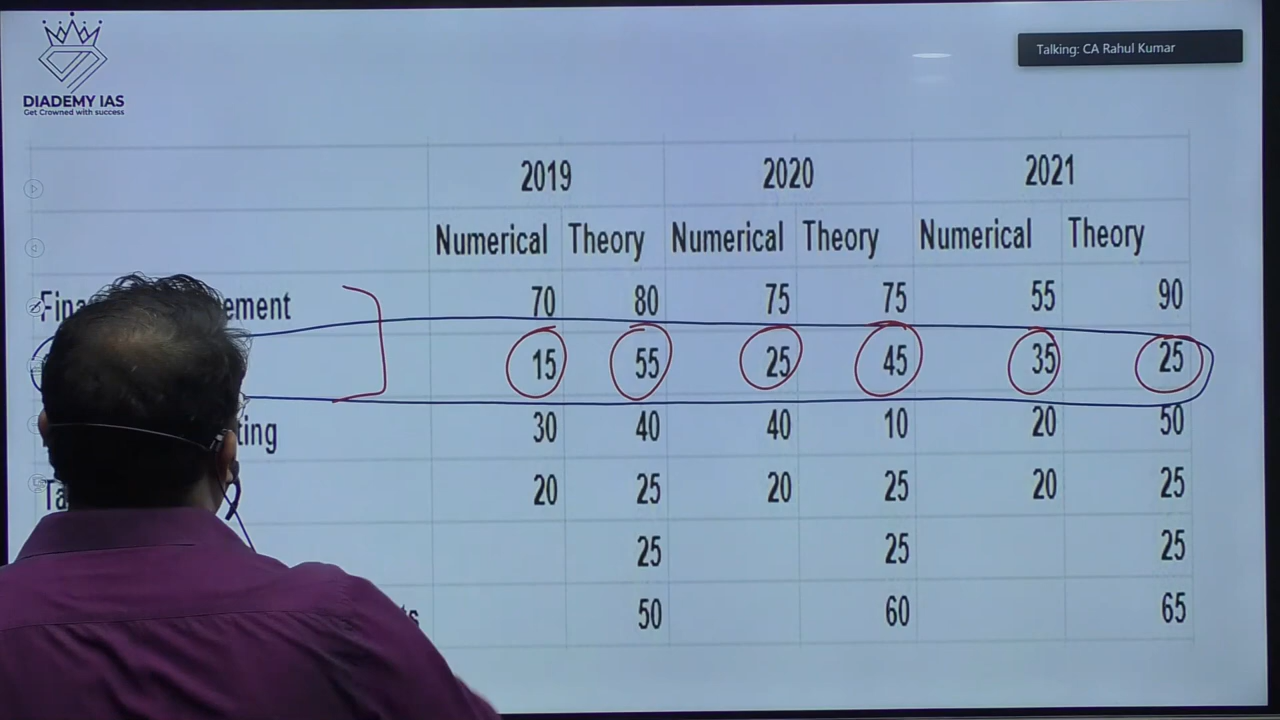 DIADEMY IAS
Get Crowned with success
Talking: CA Rahul Kumar
2019 2020 2021
Numerical Theory Numerical Theory Numerical Theory
70 80 75 75 55 90
15 55 25 45 35 25
30 40 40 10 20 50
20 25 20 25 20 25
25 25 25
50 60 65